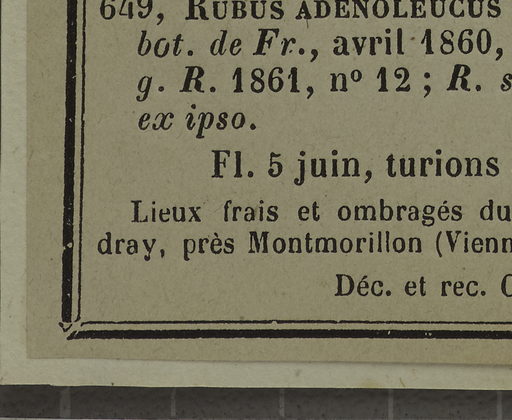 649, RUBUS ADENOLEUCUS
bot. de Fr., avril 1860,
g. R. 1861, nº 12 ; R. s
ex ipso.
Fl. 5 juin, turions
Lieux frais et ombragés du
dray, près Montmorillon (Vienn
Déc. et rec. C